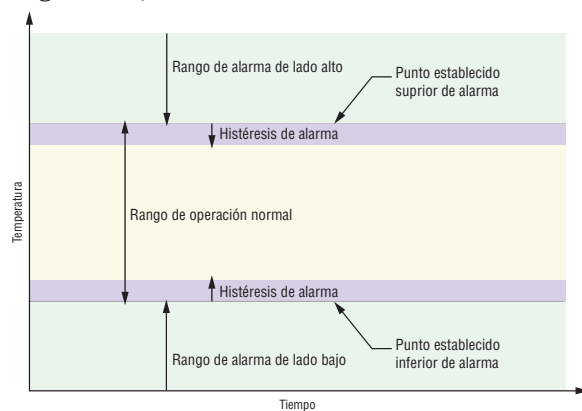 Rango de alarma de lado alto
Punto establecido
suprior de alarma
Histéresis de alarma
Temperatura
Rango de operación normal
Histéresis de alarma
Punto establecido
inferior de alarma
Rango de alarma de lado bajo
Tiempo